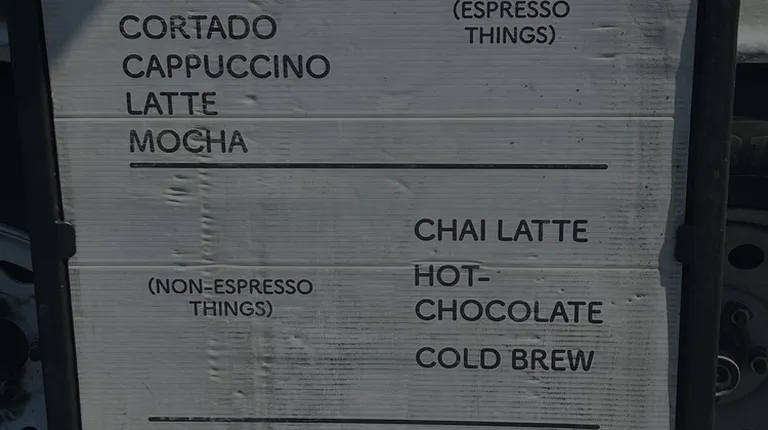 (ESPRESSO
THINGS)
CORTADO
CAPPUCCINO
LATTE
MOCHA
CHAI LATTE
HOT-
CHOCOLATE
COLD BREW
(NON-ESPRESSO
THINGS)